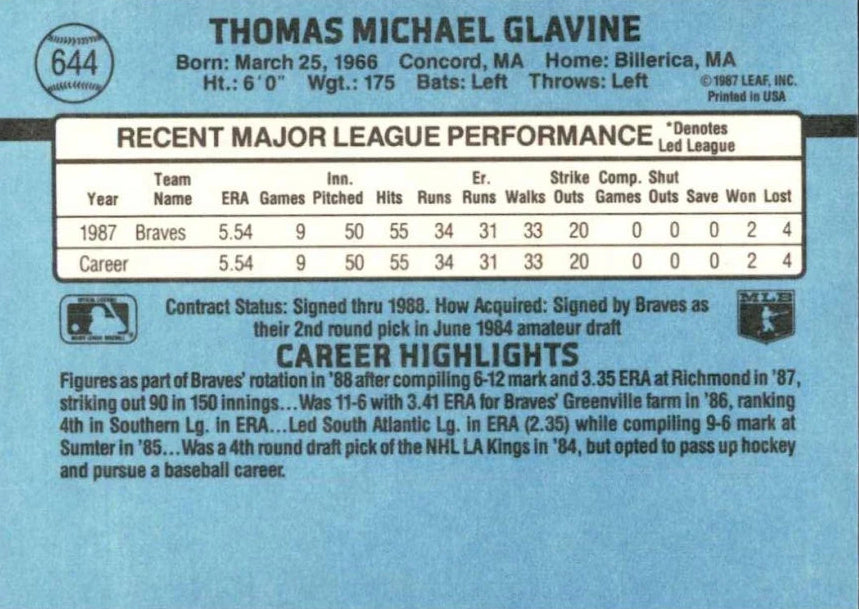 THOMAS MICHAEL GLAVINE
644
Born: March 25, 1966 Concord, MA Home: Billerica, MA
Ht.: 6'0" Wgt.: 175 Bats: Left Throws: Left
©1987 LEAF, INC.
Printed in USA
RECENT MAJOR LEAGUE PERFORMANCE *Denotes Led League
Year Team Name ERA Games Inn. Pitched Hits Runs Er. Runs Walks Strike Outs Comp. Games Shut Outs Save Won Lost
1987 Braves 5.54 9 50 55 34 31 33 20 0 0 0 2 4
Career 5.54 9 50 55 34 31 33 20 0 0 0 2 4
MLB
Contract Status: Signed thru 1988. How Acquired: Signed by Braves as
their 2nd round pick in June 1984 amateur draft
CAREER HIGHLIGHTS
Figures as part of Braves' rotation in '88 after compiling 6-12 mark and 3.35 ERA at Richmond in '87,
striking out 90 in 150 innings...Was 11-6 with 3.41 ERA for Braves' Greenville farm in '86, ranking
4th in Southern Lg. in ERA...Led South Atlantic Lg. in ERA (2.35) while compiling 9-6 mark at
Sumter in '85...Was a 4th round draft pick of the NHL LA Kings in '84, but opted to pass up hockey
and pursue a baseball career.